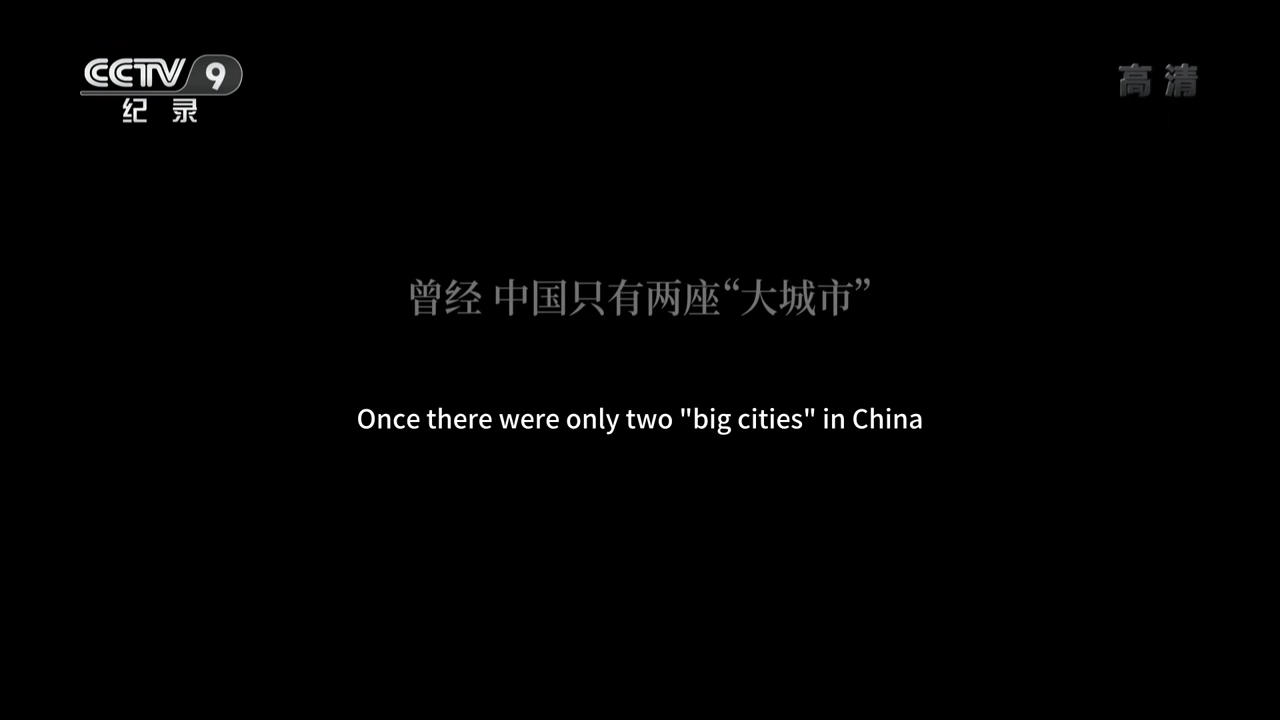 CCTV 9
高清
纪录
曾经 中国只有两座“大城市”
Once there were only two "big cities" in China